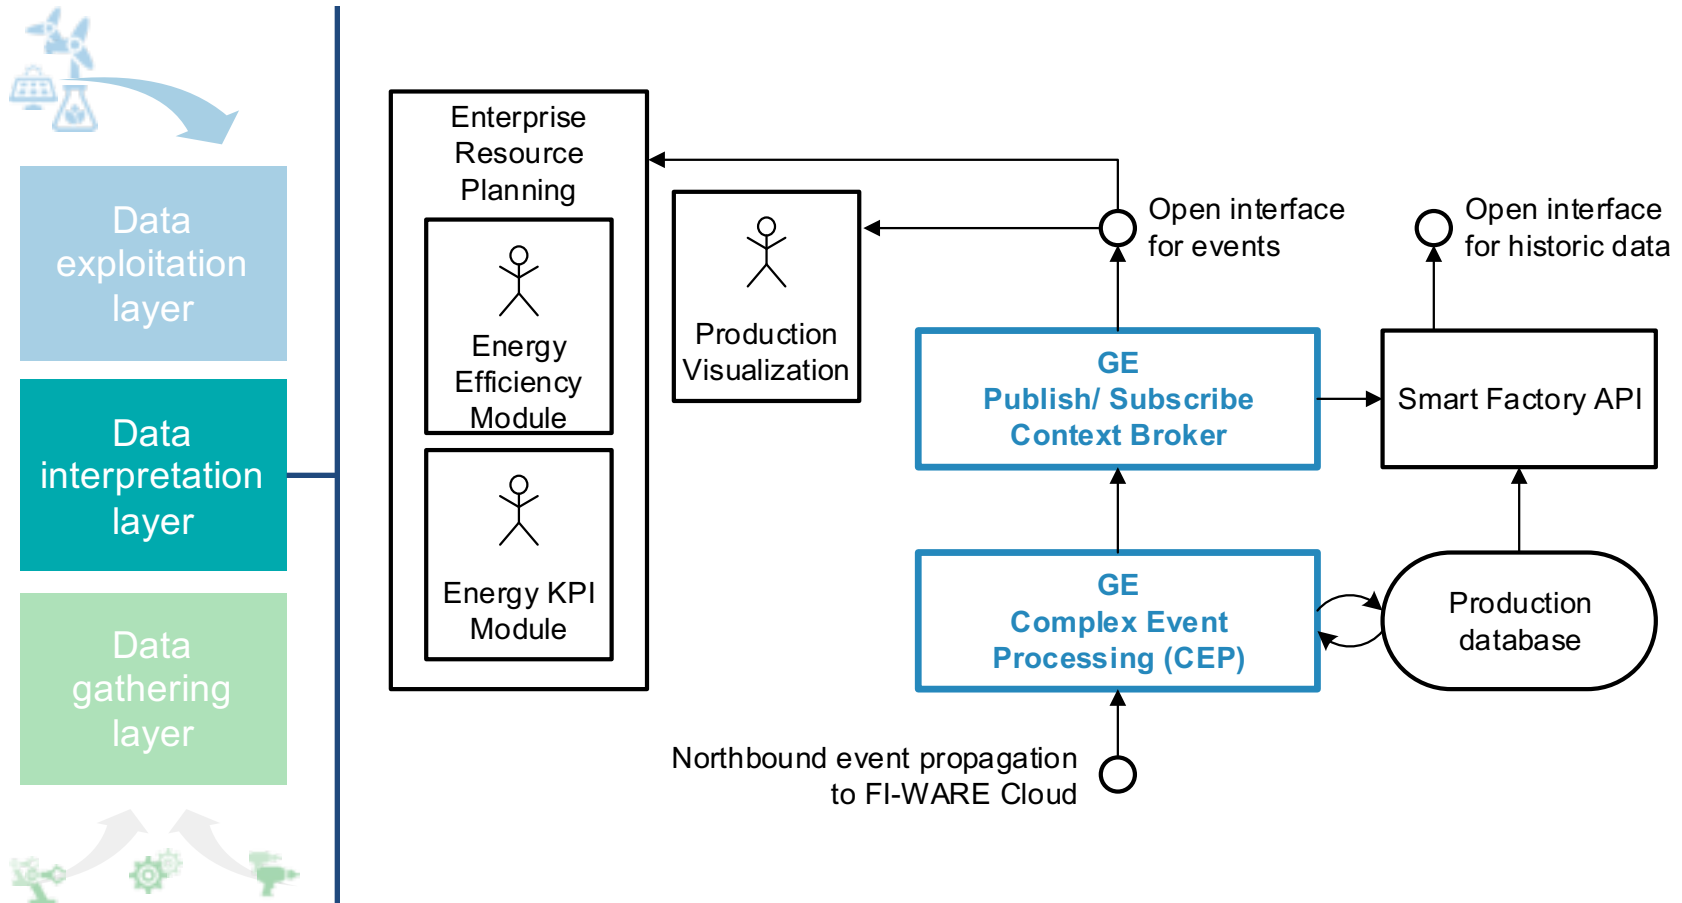 Data
exploitation
layer
Data
interpretation
layer
Data
gathering
layer
Enterprise
Resource
Planning
Energy
Efficiency
Module
Energy KPI
Module
Production
Visualization
Open interface
for events
Open interface
for historic data
GE
Publish/ Subscribe
Context Broker
Smart Factory API
GE
Complex Event
Processing (CEP)
Production
database
Northbound event propagation
to FI-WARE Cloud